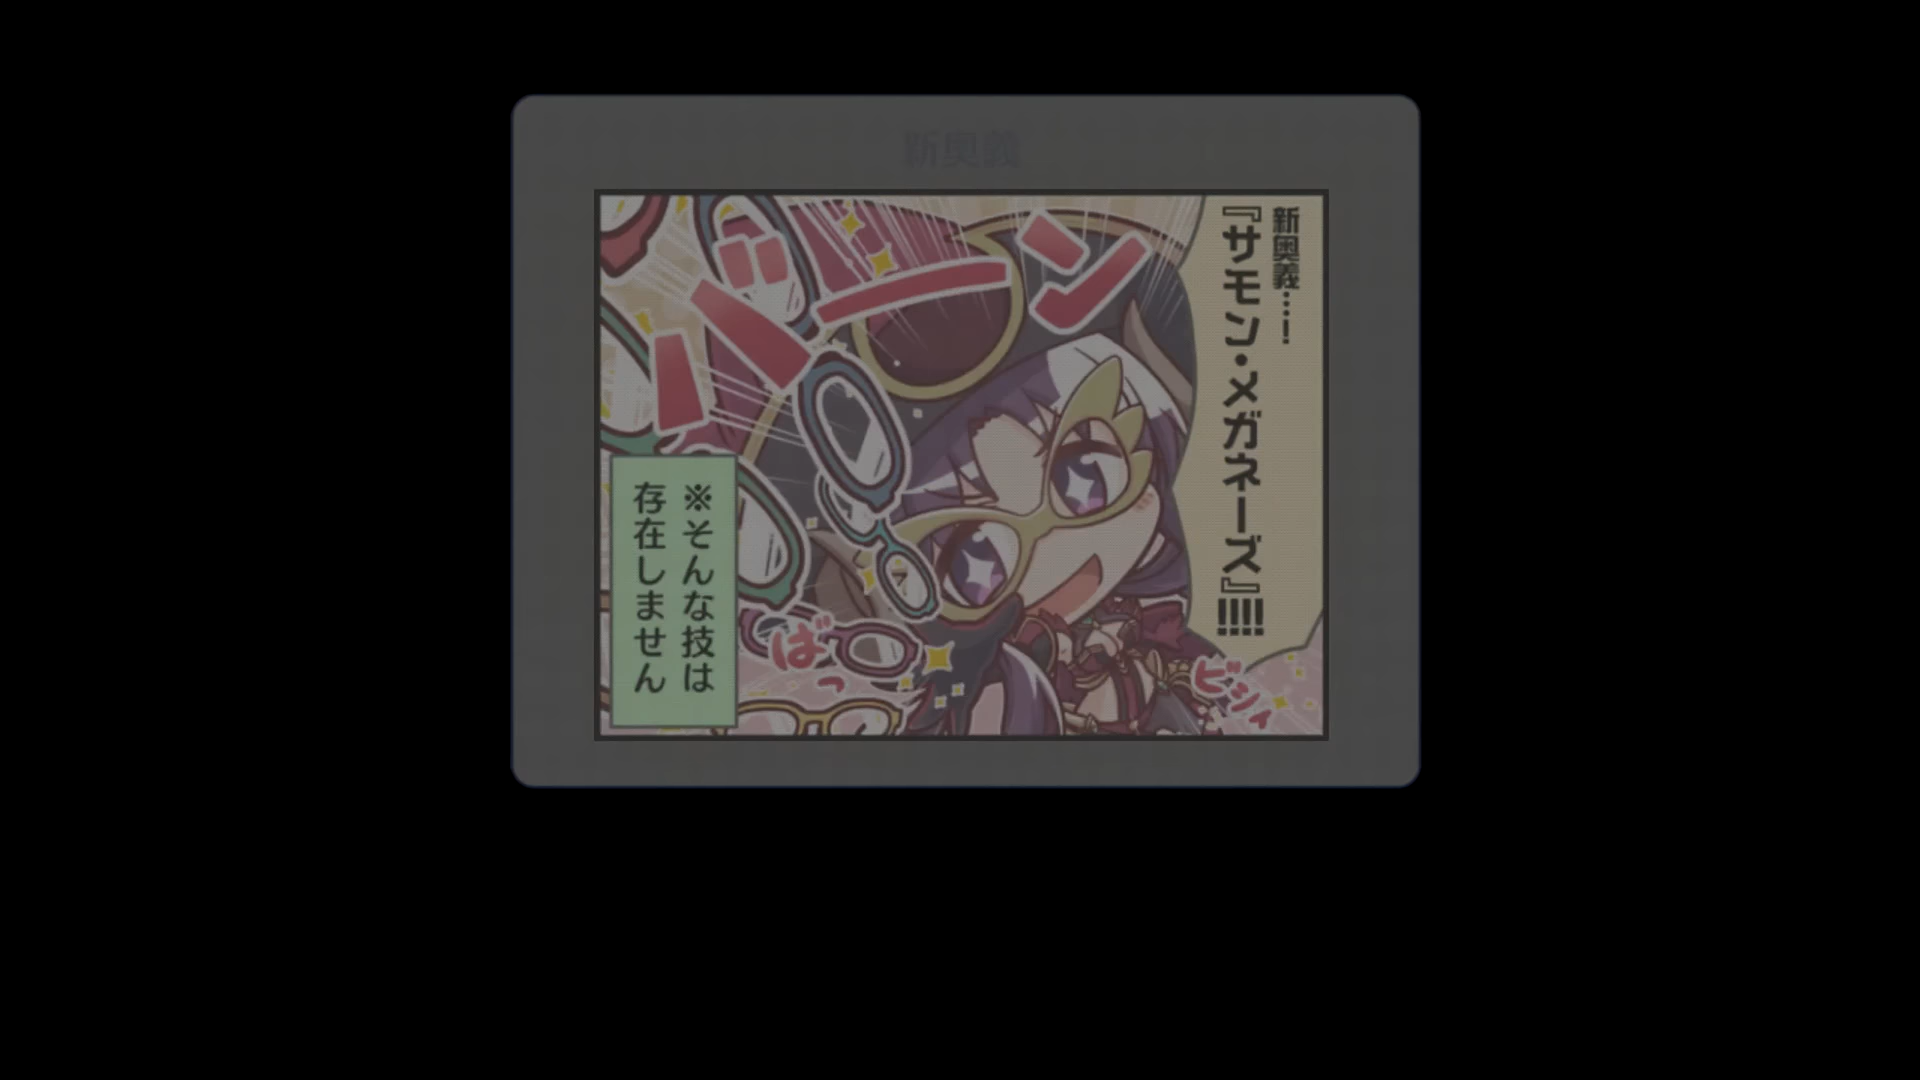 新奥義
新奥義…!
『サモン・メガネーズ』!!!!
バーン
※そんな技は
存在しません
ばっ
ビシィ